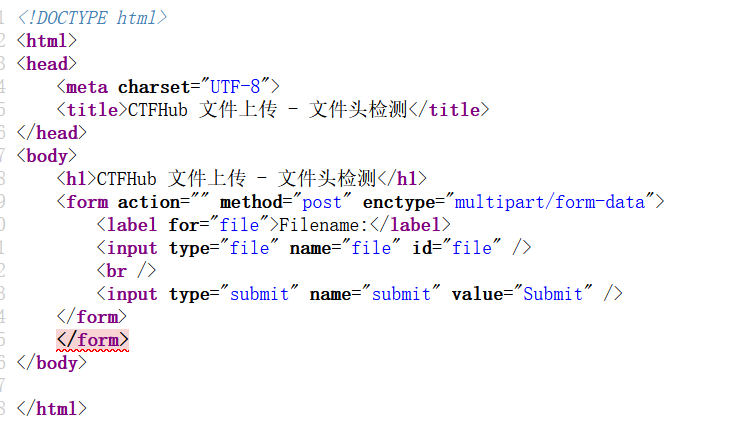 1 <!DOCTYPE html>
2 <html>
3 <head>
4     <meta charset="UTF-8">
5     <title>CTFHub 文件上传 - 文件头检测</title>
6 </head>
7 <body>
8     <h1>CTFHub 文件上传 - 文件头检测</h1>
9     <form action="" method="post" enctype="multipart/form-data">
0         <label for="file">Filename:</label>
1         <input type="file" name="file" id="file" />
2         <br />
3         <input type="submit" name="submit" value="Submit" />
4     </form>
5     </form>
6 </body>
7
8 </html>